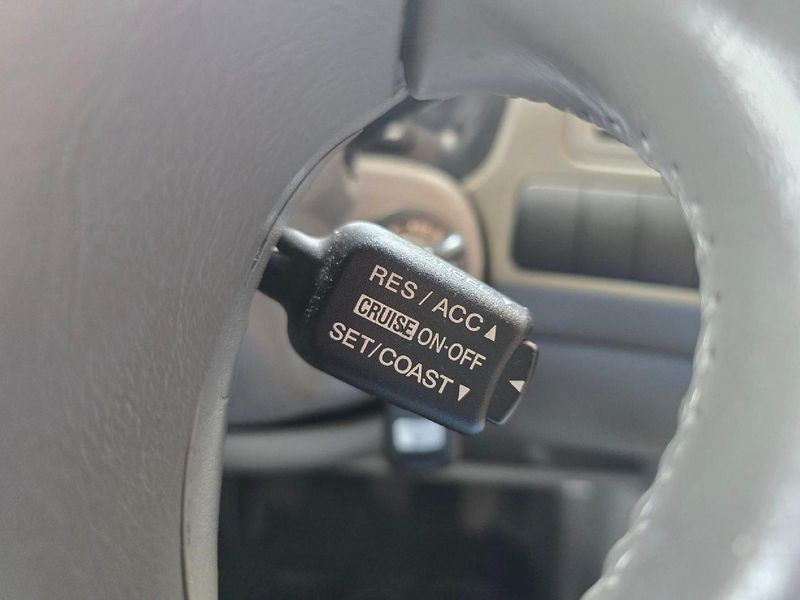 RES / ACC ▲
CRUISE ON-OFF
SET/COAST ▼